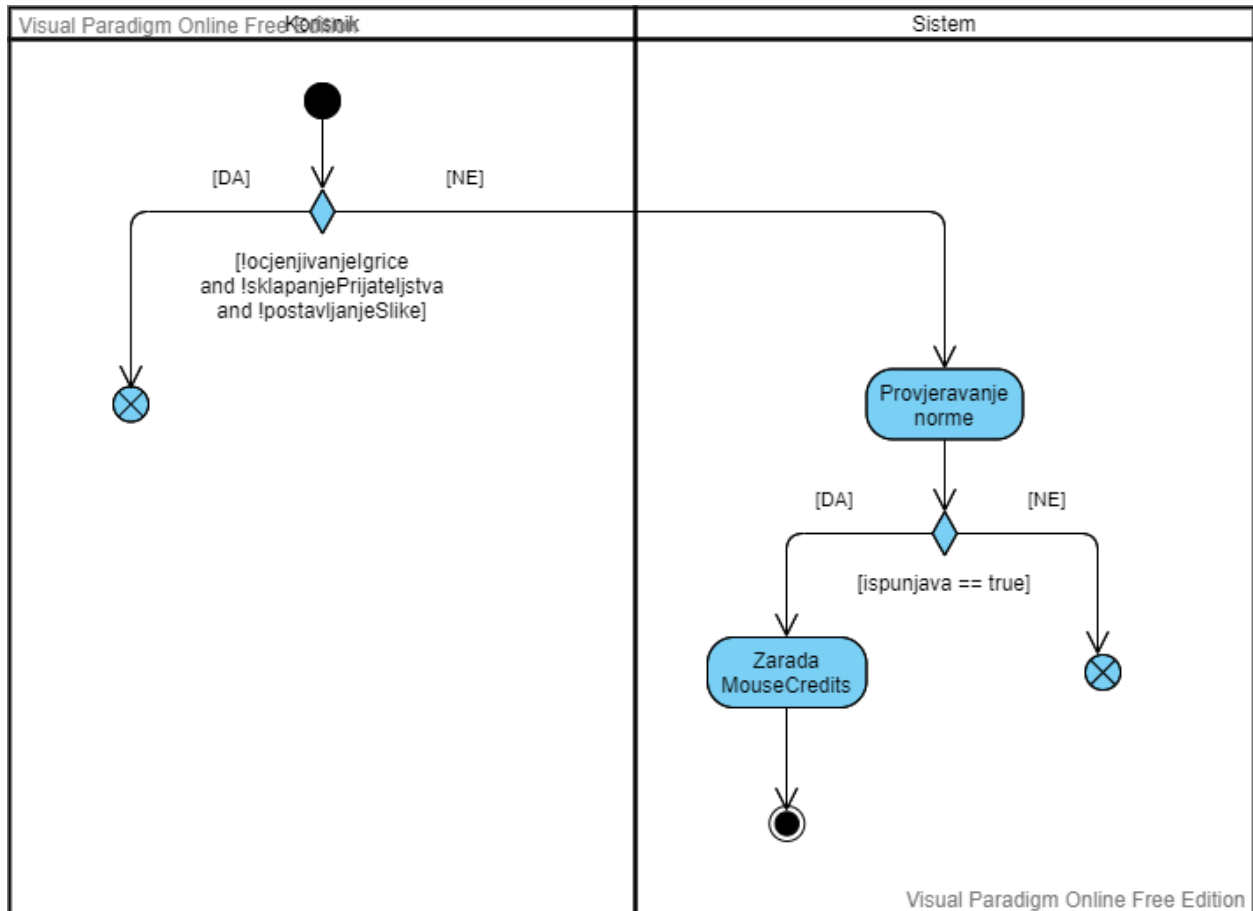 Visual Paradigm Online Free Edition
Korisnik
Sistem
[DA]
[NE]
[!ocjenjivanjeIgrice
and !sklapanjePrijateljstva
and !postavljanjeSlike]
Provjeravanje
norme
[DA]
[NE]
[ispunjava == true]
Zarada
MouseCredits
Visual Paradigm Online Free Edition